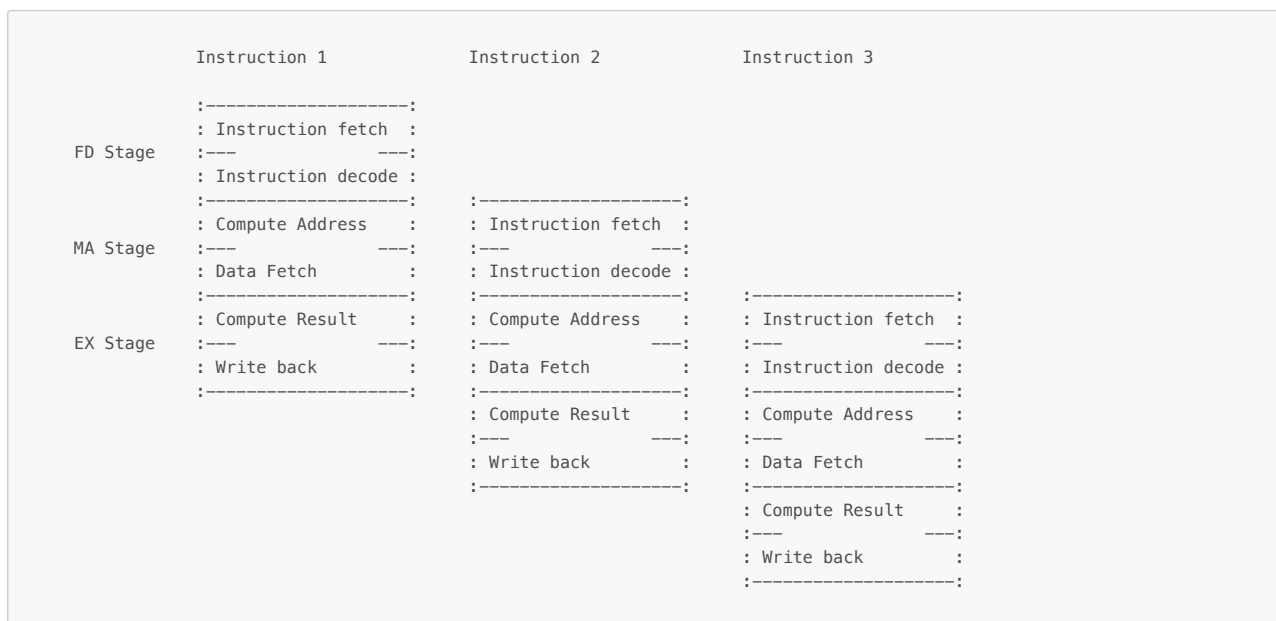 Instruction 1              Instruction 2              Instruction 3

            :--------------------:
            : Instruction fetch  :
FD Stage    :---              ---:
            : Instruction decode :
            :--------------------:     :--------------------:
            : Compute Address    :     : Instruction fetch  :
MA Stage    :---              ---:     :---              ---:
            : Data Fetch         :     : Instruction decode :
            :--------------------:     :--------------------:     :--------------------:
            : Compute Result     :     : Compute Address    :     : Instruction fetch  :
EX Stage    :---              ---:     :---              ---:     :---              ---:
            : Write back         :     : Data Fetch         :     : Instruction decode :
            :--------------------:     :--------------------:     :--------------------:
                                       : Compute Result     :     : Compute Address    :
                                       :---              ---:     :---              ---:
                                       : Write back         :     : Data Fetch         :
                                       :--------------------:     :--------------------:
                                                                  : Compute Result     :
                                                                  :---              ---:
                                                                  : Write back         :
                                                                  :--------------------: